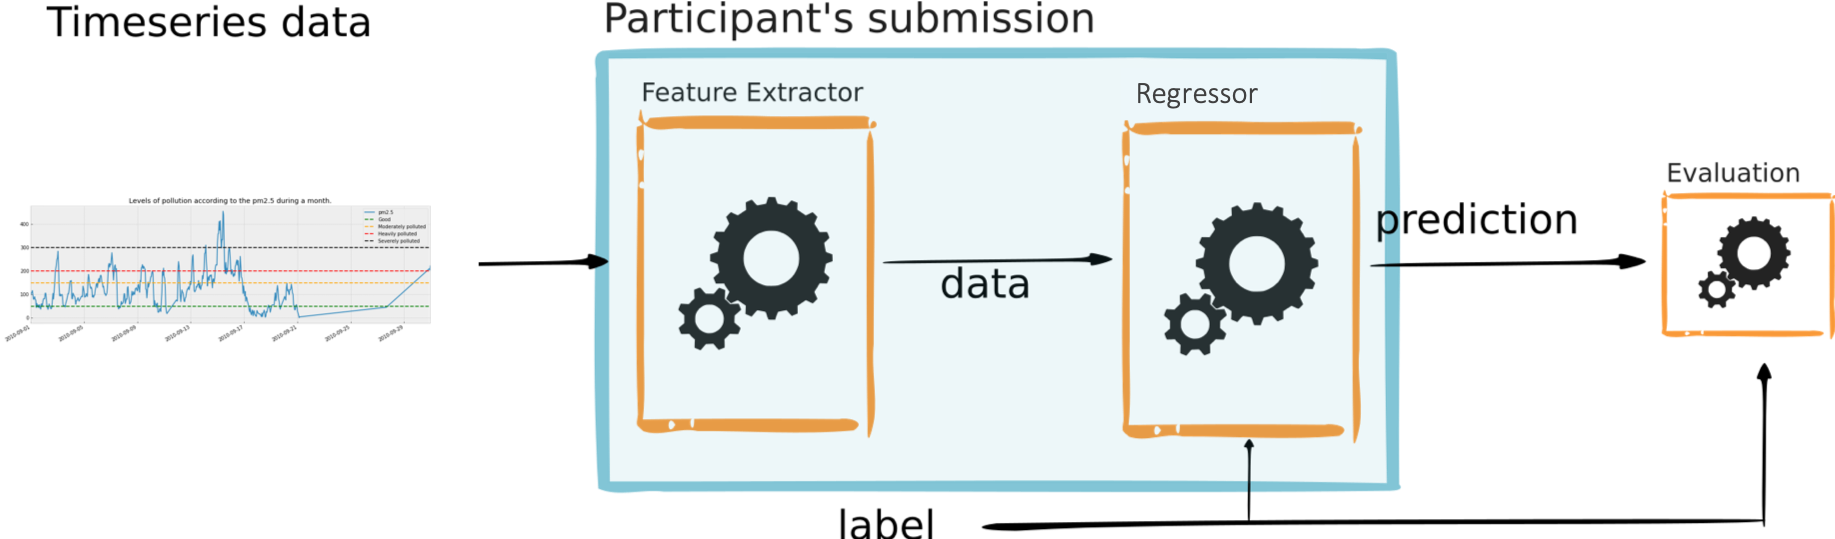 Timeseries data
Participant's submission
Feature Extractor
Regressor
Evaluation
Levels of pollution according to the pm2.5 during a month.
pm2.5
Good
Moderately polluted
Heavily polluted
Severely polluted
400
300
200
100
0
2010-09-01
2010-09-05
2010-09-09
2010-09-13
2010-09-17
2010-09-21
2010-09-25
2010-09-29
data
prediction
label